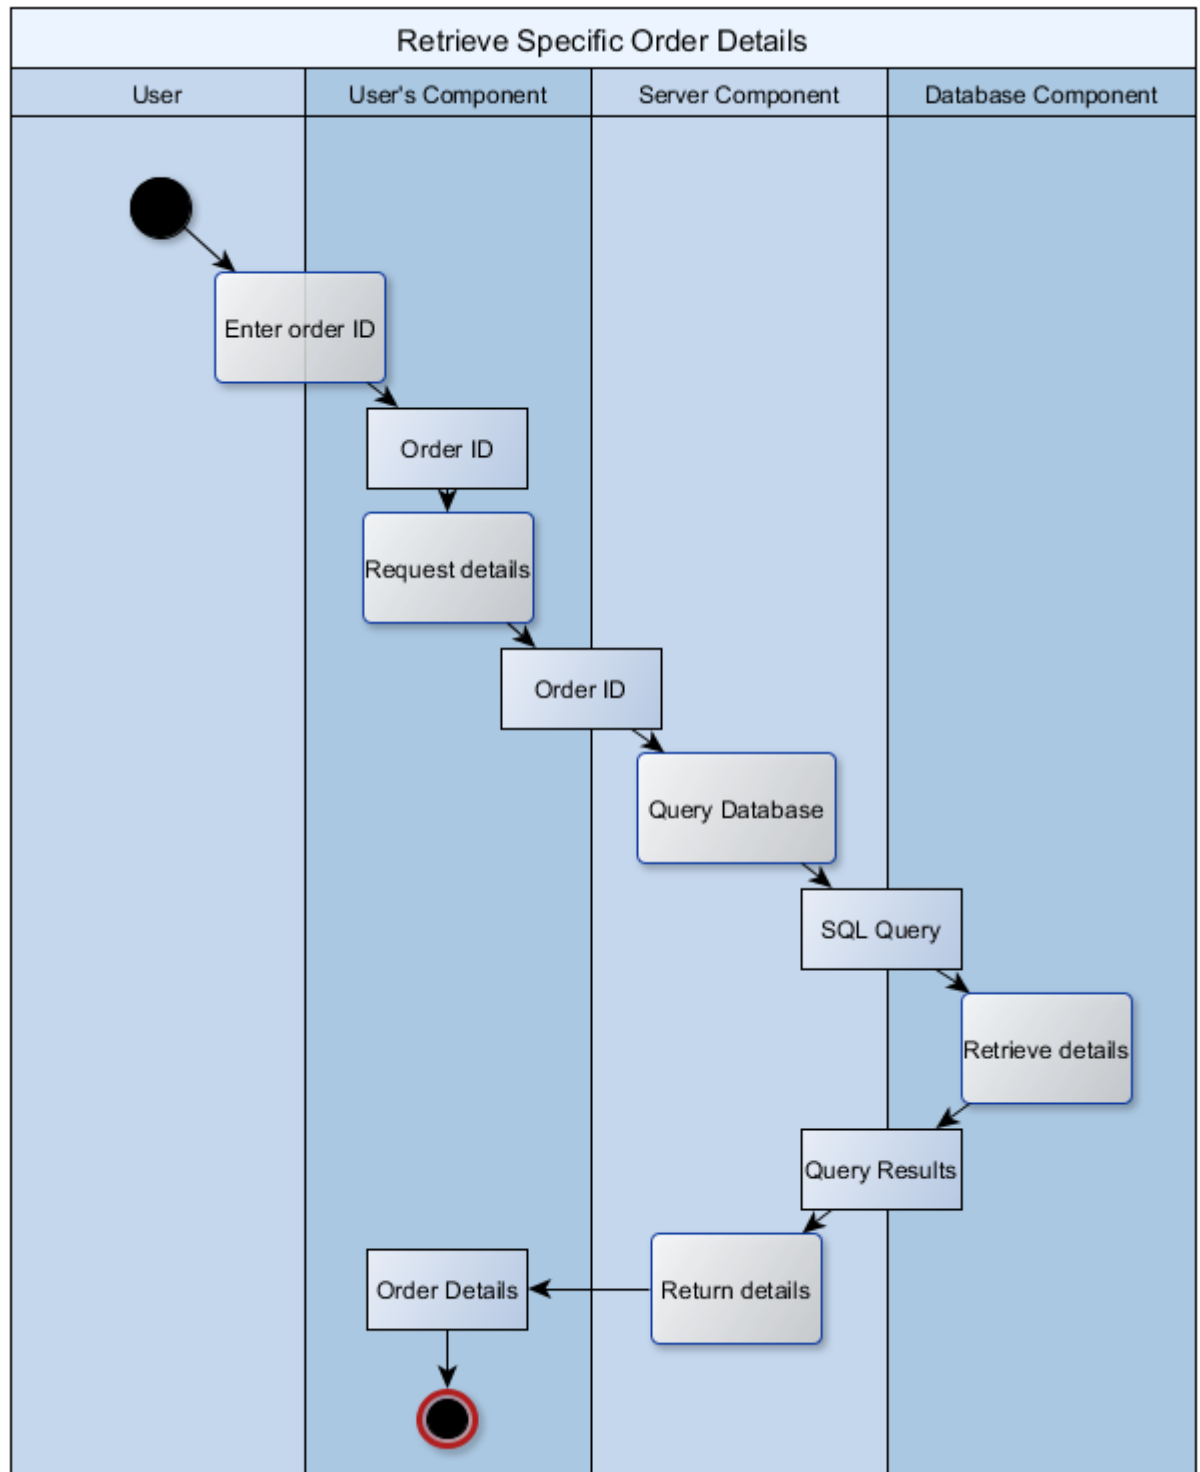 Retrieve Specific Order Details
User
User's Component
Server Component
Database Component
Enter order ID
Order ID
Request details
Order ID
Query Database
SQL Query
Retrieve details
Query Results
Order Details
Return details